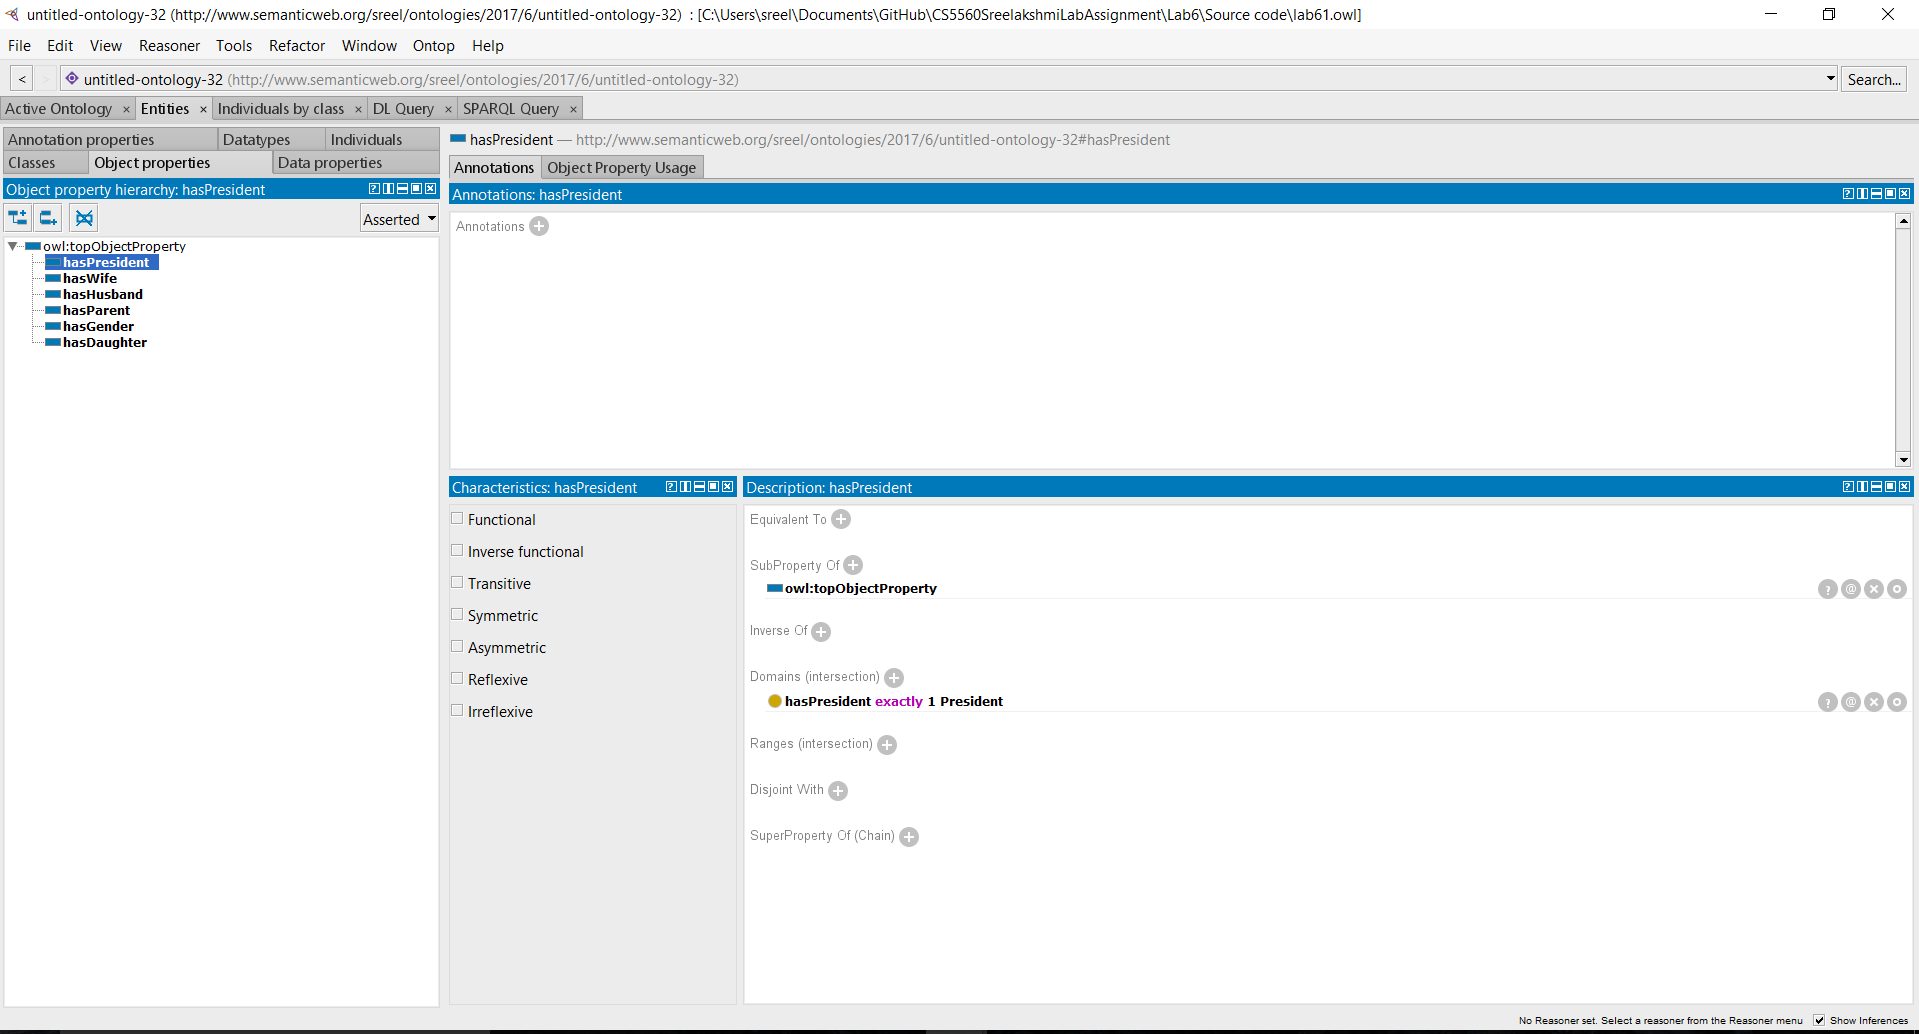 untitled-ontology-32 (http://www.semanticweb.org/sreel/ontologies/2017/6/untitled-ontology-32) : [C:\Users\sreel\Documents\GitHub\CS5560SreelakshmiLabAssignment\Lab6\Source code\lab61.owl]
File Edit View Reasoner Tools Refactor Window Ontop Help
< > untitled-ontology-32 (http://www.semanticweb.org/sreel/ontologies/2017/6/untitled-ontology-32) Search...
Active Ontology × Entities × Individuals by class × DL Query × SPARQL Query ×
Annotation properties Datatypes Individuals
Classes Object properties Data properties
Object property hierarchy: hasPresident
Asserted
owl:topObjectProperty
hasPresident
hasWife
hasHusband
hasParent
hasGender
hasDaughter
hasPresident — http://www.semanticweb.org/sreel/ontologies/2017/6/untitled-ontology-32#hasPresident
Annotations Object Property Usage
Annotations: hasPresident
Annotations
Characteristics: hasPresident
Functional
Inverse functional
Transitive
Symmetric
Asymmetric
Reflexive
Irreflexive
Description: hasPresident
Equivalent To
SubProperty Of
owl:topObjectProperty
Inverse Of
Domains (intersection)
hasPresident exactly 1 President
Ranges (intersection)
Disjoint With
SuperProperty Of (Chain)
No Reasoner set. Select a reasoner from the Reasoner menu Show Inferences